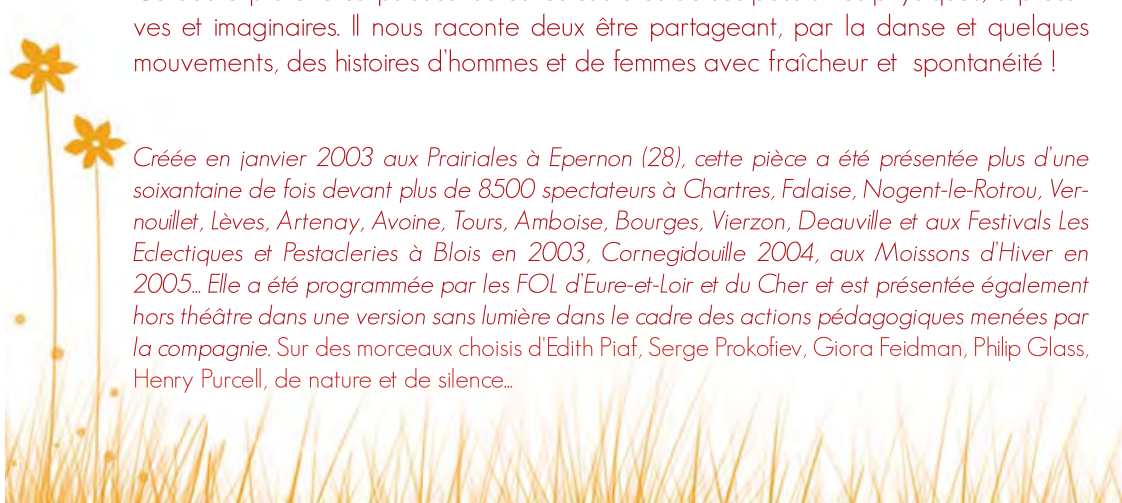 ves et imaginaires. Il nous raconte deux être partageant, par la danse et quelques
mouvements, des histoires d'hommes et de femmes avec fraîcheur et spontanéité !
Créée en janvier 2003 aux Prairiales à Epernon (28), cette pièce a été présentée plus d'une
soixantaine de fois devant plus de 8500 spectateurs à Chartres, Falaise, Nogent-le-Rotrou, Ver-
nouillet, Lèves, Artenay, Avoine, Tours, Amboise, Bourges, Vierzon, Deauville et aux Festivals Les
Eclectiques et Pestacleries à Blois en 2003, Cornegidouille 2004, aux Moissons d'Hiver en
2005... Elle a été programmée par les FOL d'Eure-et-Loir et du Cher et est présentée également
hors théâtre dans une version sans lumière dans le cadre des actions pédagogiques menées par
la compagnie. Sur des morceaux choisis d'Edith Piaf, Serge Prokofiev, Giora Feidman, Philip Glass,
Henry Purcell, de nature et de silence...